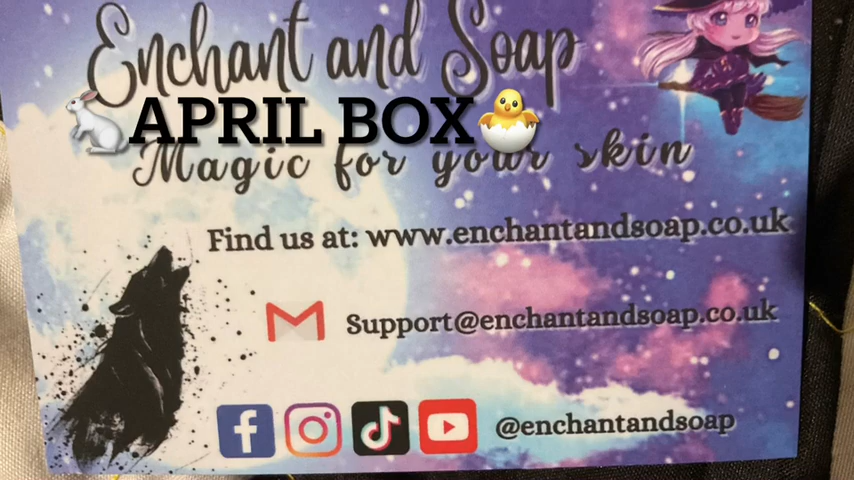 Enchant and Soap
🐇APRIL BOX🐣
Magic for your skin
Find us at: www.enchantandsoap.co.uk
Support@enchantandsoap.co.uk
@enchantandsoap